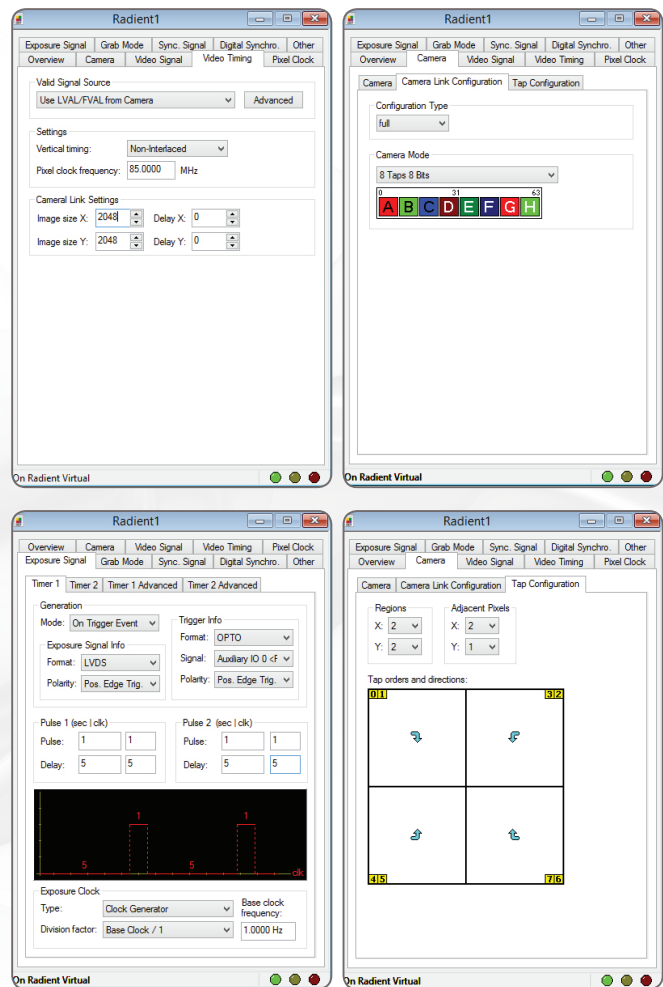 Radient1
Exposure Signal Grab Mode Sync. Signal Digital Synchro. Other
Overview Camera Video Signal Video Timing Pixel Clock
Valid Signal Source
Use LVAL/FVAL from Camera Advanced
Settings
Vertical timing: Non-Interlaced
Pixel clock frequency: 85.0000 MHz
Cameral Link Settings
Image size X: 2048 Delay X: 0
Image size Y: 2048 Delay Y: 0
On Radient Virtual
Radient1
Exposure Signal Grab Mode Sync. Signal Digital Synchro. Other
Overview Camera Video Signal Video Timing Pixel Clock
Camera Camera Link Configuration Tap Configuration
Configuration Type
full
Camera Mode
8 Taps 8 Bits
0 31 63
A B C D E F G H
On Radient Virtual
Radient1
Overview Camera Video Signal Video Timing Pixel Clock
Exposure Signal Grab Mode Sync. Signal Digital Synchro. Other
Timer 1 Timer 2 Timer 1 Advanced Timer 2 Advanced
Generation
Mode: On Trigger Event
Exposure Signal Info
Format: LVDS
Polarity: Pos. Edge Trig.
Trigger Info
Format: OPTO
Signal: Auxiliary IO 0 <F
Polarity: Pos. Edge Trig.
Pulse 1 (sec | clk)
Pulse: 1 1
Delay: 5 5
Pulse 2 (sec | clk)
Pulse: 1 1
Delay: 5 5
1 1
5 5
clk
Exposure Clock
Type: Clock Generator
Division factor: Base Clock / 1
Base clock
frequency:
1.0000 Hz
On Radient Virtual
Radient1
Exposure Signal Grab Mode Sync. Signal Digital Synchro. Other
Overview Camera Video Signal Video Timing Pixel Clock
Camera Camera Link Configuration Tap Configuration
Regions
X: 2
Y: 2
Adjacent Pixels
X: 2
Y: 1
Tap orders and directions:
0 1 3 2
4 5 7 6
On Radient Virtual